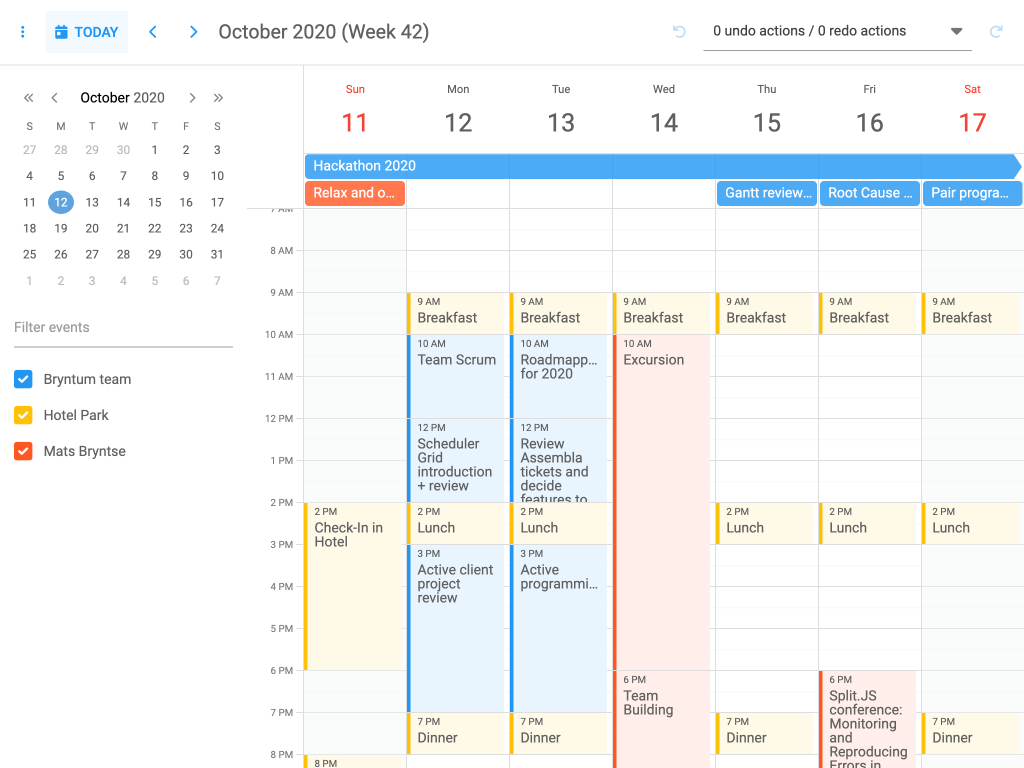 TODAY
October 2020 (Week 42)
0 undo actions / 0 redo actions
October 2020
S M T W T F S
27 28 29 30 1 2 3
4 5 6 7 8 9 10
11 12 13 14 15 16 17
18 19 20 21 22 23 24
25 26 27 28 29 30 31
1 2 3 4 5 6 7
Filter events
Bryntum team
Hotel Park
Mats Bryntse
Sun Mon Tue Wed Thu Fri Sat
11 12 13 14 15 16 17
Hackathon 2020
Relax and o...
Gantt review...
Root Cause ...
Pair progra...
7 AM
8 AM
9 AM
10 AM
11 AM
12 PM
1 PM
2 PM
3 PM
4 PM
5 PM
6 PM
7 PM
8 PM
2 PM
Check-In in
Hotel
8 PM
9 AM
Breakfast
10 AM
Team Scrum
12 PM
Scheduler
Grid
introduction
+ review
2 PM
Lunch
3 PM
Active client
project
review
7 PM
Dinner
9 AM
Breakfast
10 AM
Roadmapp...
for 2020
12 PM
Review
Assembla
tickets and
decide
features to
2 PM
Lunch
3 PM
Active
programmi...
7 PM
Dinner
9 AM
Breakfast
10 AM
Excursion
6 PM
Team
Building
9 AM
Breakfast
2 PM
Lunch
7 PM
Dinner
9 AM
Breakfast
2 PM
Lunch
6 PM
Split.JS
conference:
Monitoring
and
Reproducing
Errors in
9 AM
Breakfast
2 PM
Lunch
7 PM
Dinner